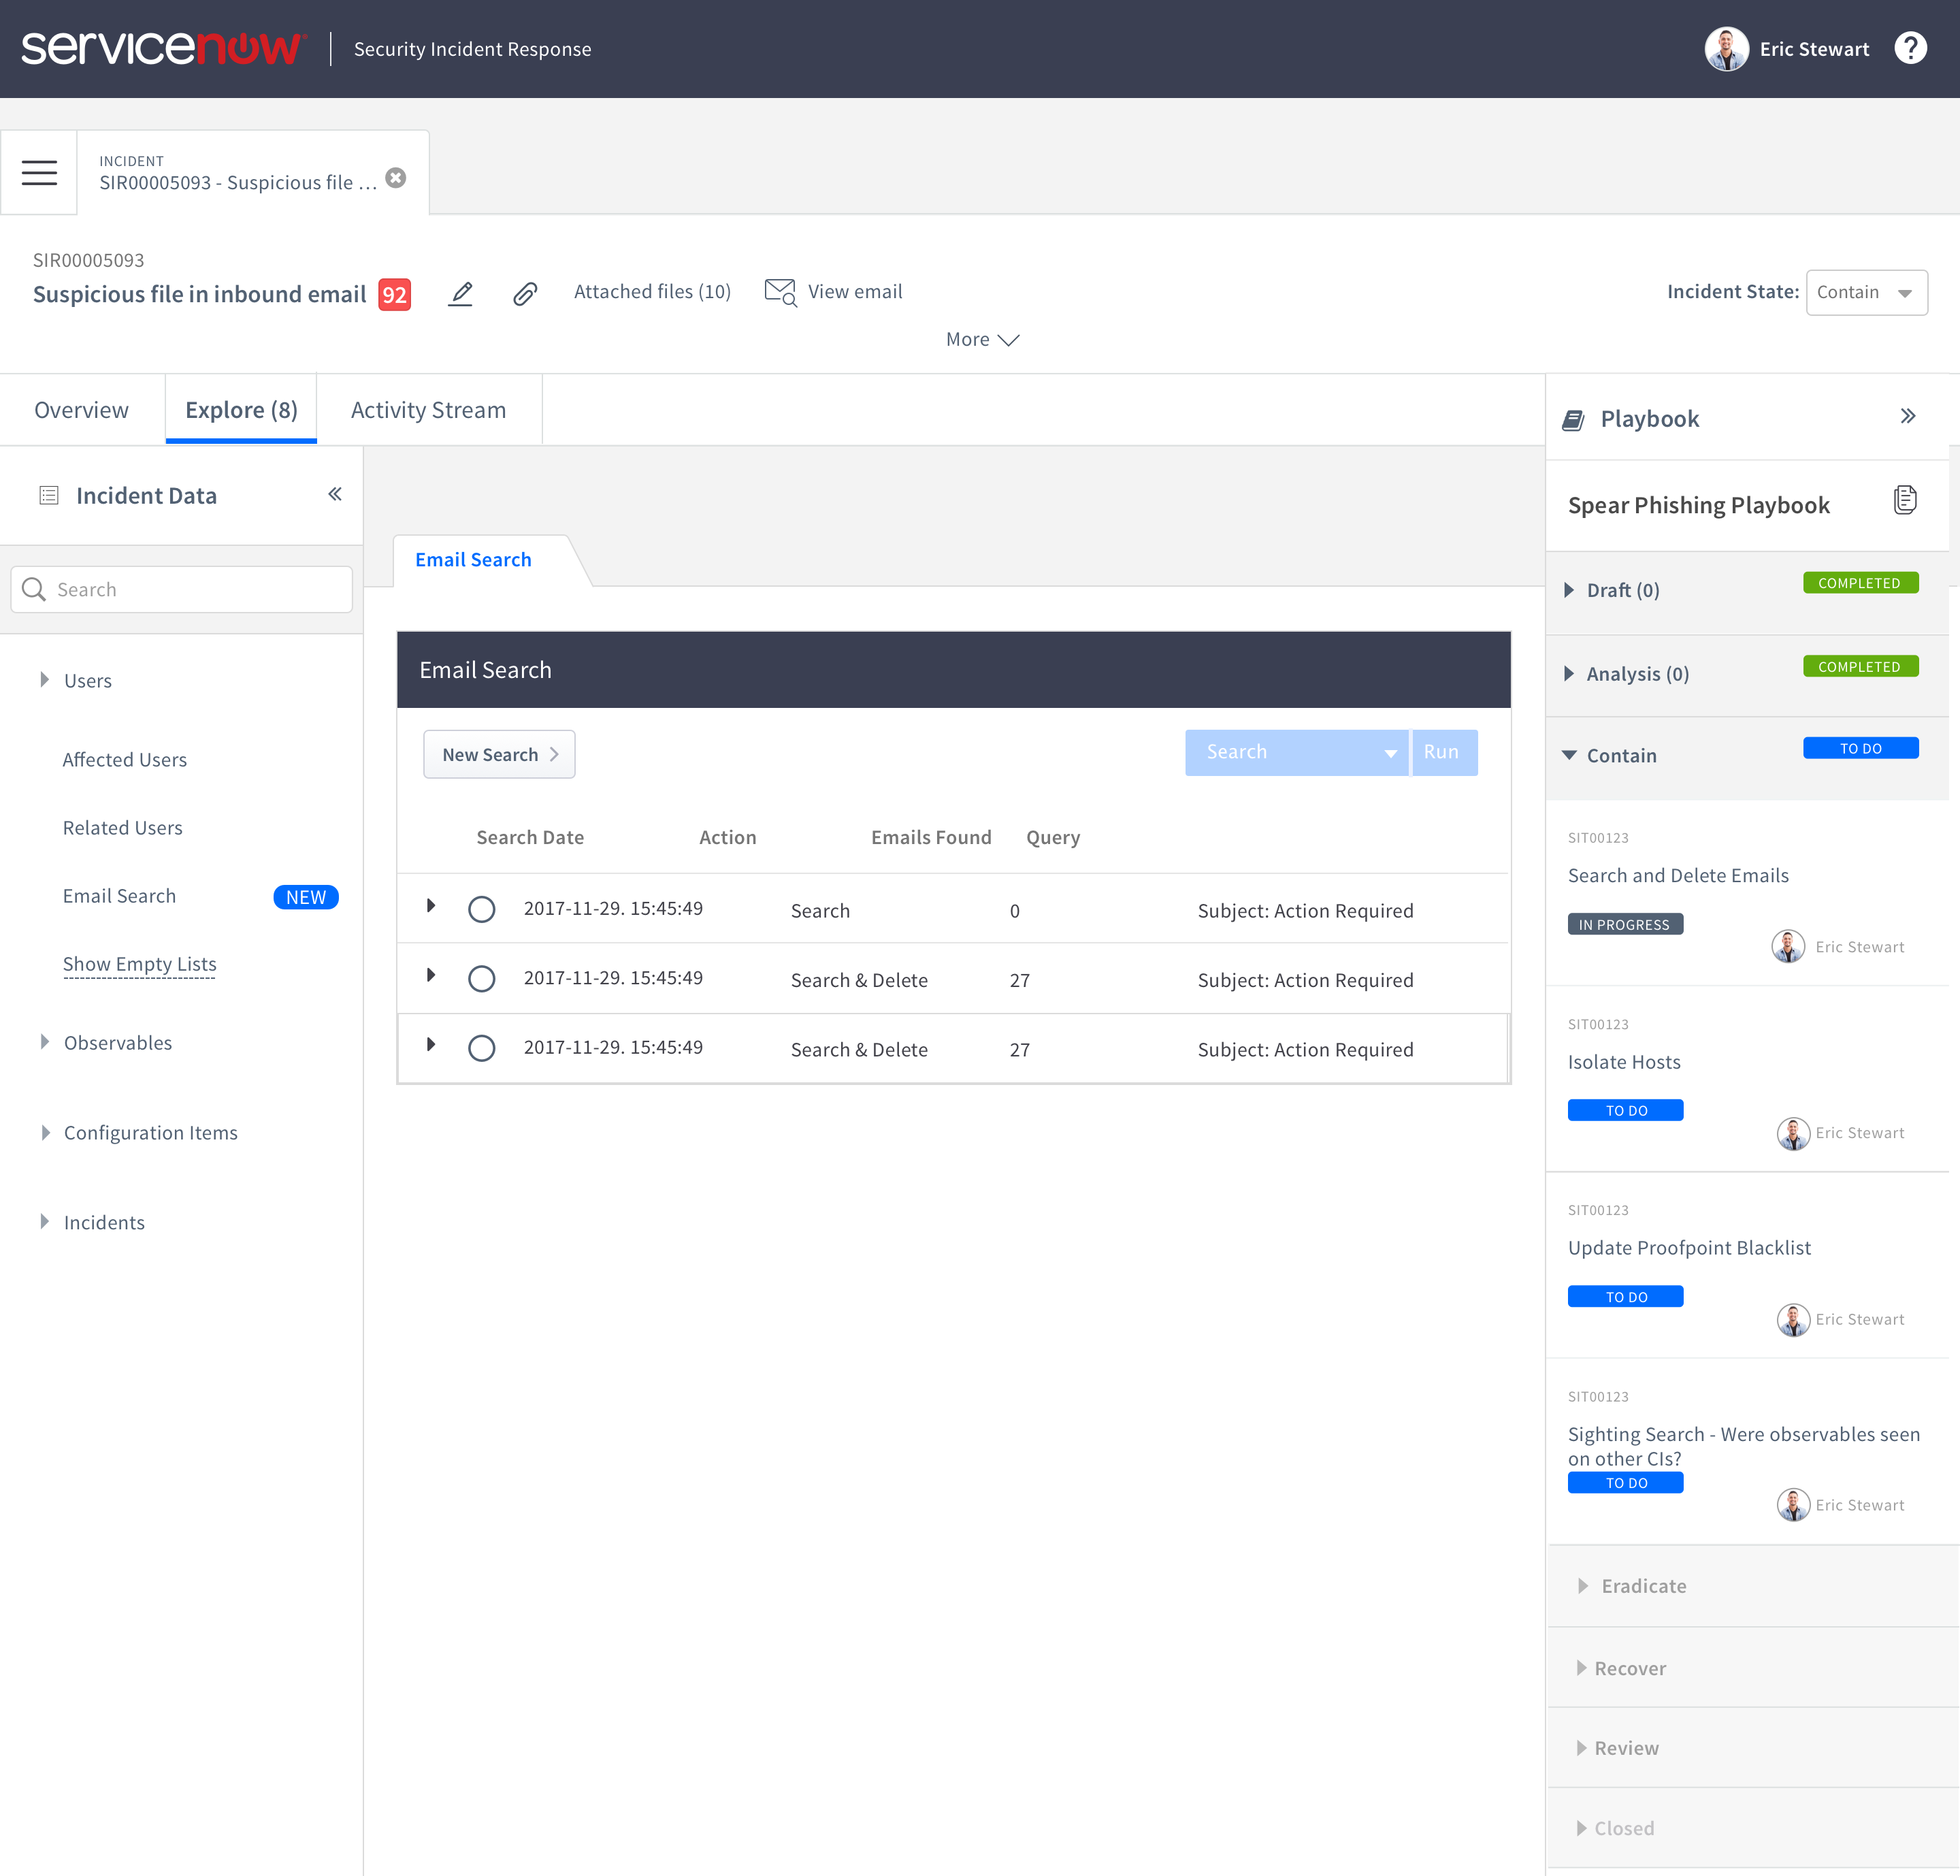 servicenow
Security Incident Response
Eric Stewart
?
INCIDENT
SIR00005093 - Suspicious file ...
SIR00005093
Suspicious file in inbound email 92
Attached files (10)
View email
Incident State:
Contain
More
Overview
Explore (8)
Activity Stream
Incident Data
Search
Users
Affected Users
Related Users
Email Search
NEW
Show Empty Lists
Observables
Configuration Items
Incidents
Email Search
Email Search
New Search
Search
Run
Search Date Action Emails Found Query
2017-11-29. 15:45:49 Search 0 Subject: Action Required
2017-11-29. 15:45:49 Search & Delete 27 Subject: Action Required
2017-11-29. 15:45:49 Search & Delete 27 Subject: Action Required
Playbook
Spear Phishing Playbook
Draft (0)
COMPLETED
Analysis (0)
COMPLETED
Contain
TO DO
SIT00123
Search and Delete Emails
IN PROGRESS
Eric Stewart
SIT00123
Isolate Hosts
TO DO
Eric Stewart
SIT00123
Update Proofpoint Blacklist
TO DO
Eric Stewart
SIT00123
Sighting Search - Were observables seen
on other CIs?
TO DO
Eric Stewart
Eradicate
Recover
Review
Closed